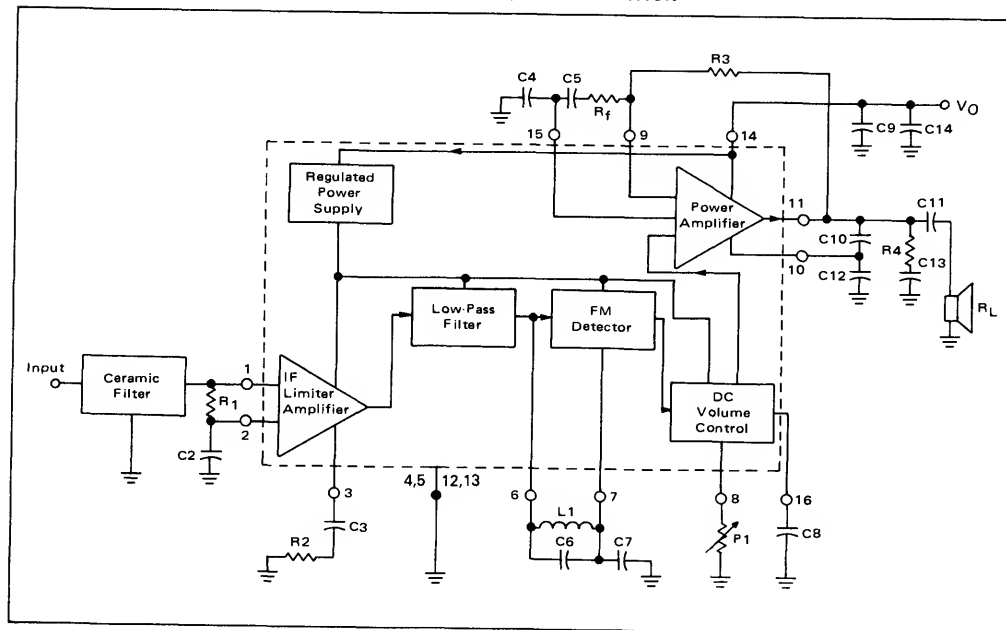 C4
C5
Rf
R3
VO
15
9
14
C9
C14
Regulated
Power
Supply
Power
Amplifier
11
C11
C10
R4
10
C12
C13
RL
Low-Pass
Filter
FM
Detector
Input
Ceramic
Filter
1
R1
IF
Limiter
Amplifier
2
C2
DC
Volume
Control
4,5
12,13
3
6
7
8
16
C3
L1
R2
C6
C7
P1
C8